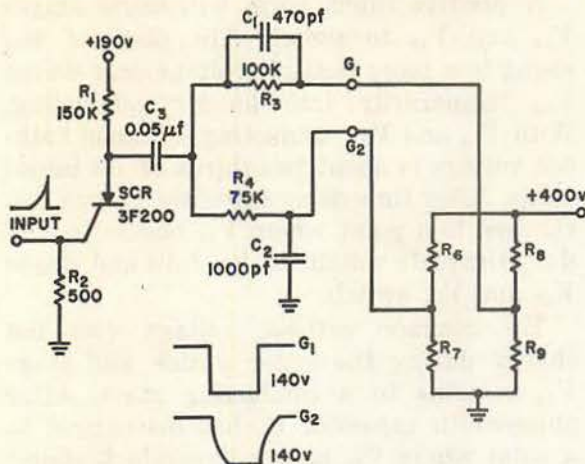 C1
470pf
+190v
100K
R3
G1
R1
150K
C3
0.05μf
G2
R4
75K
SCR
3F200
INPUT
+400v
C2
1000pf
R6
R8
R2
500
R7
R9
G1
140v
G2
140v